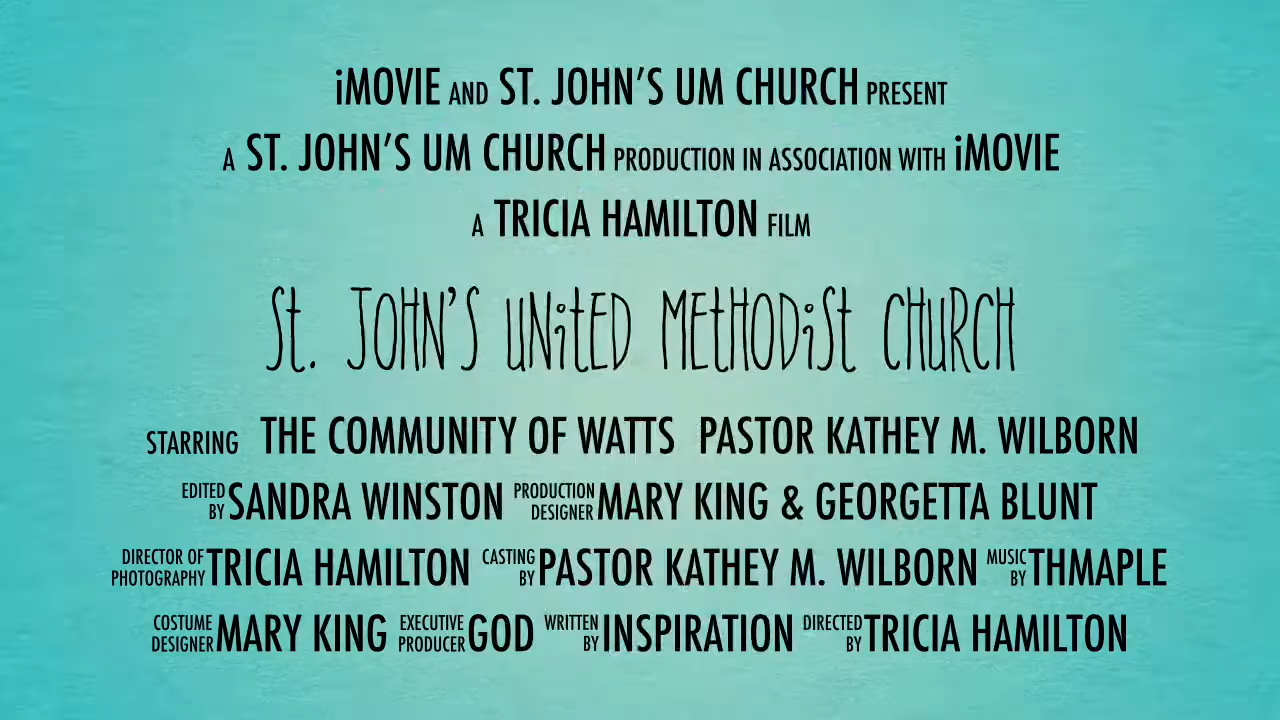 iMOVIE AND ST. JOHN'S UM CHURCH PRESENT
A ST. JOHN'S UM CHURCH PRODUCTION IN ASSOCIATION WITH iMOVIE
A TRICIA HAMILTON FILM
St. JOHN'S uNitED MEtHODiSt CHuRCH
STARRING THE COMMUNITY OF WATTS PASTOR KATHEY M. WILBORN
EDITED BY SANDRA WINSTON PRODUCTION DESIGNER MARY KING & GEORGETTA BLUNT
DIRECTOR OF PHOTOGRAPHY TRICIA HAMILTON CASTING BY PASTOR KATHEY M. WILBORN MUSIC BY THMAPLE
COSTUME DESIGNER MARY KING EXECUTIVE PRODUCER GOD WRITTEN BY INSPIRATION DIRECTED BY TRICIA HAMILTON